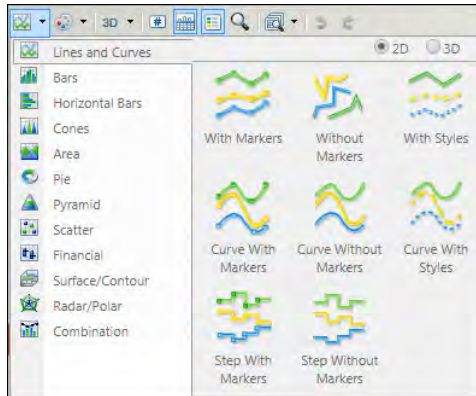 3D
#
Lines and Curves
2D
3D
Bars
Horizontal Bars
Cones
Area
Pie
Pyramid
Scatter
Financial
Surface/Contour
Radar/Polar
Combination
With Markers
Without
Markers
With Styles
Curve With
Markers
Curve Without
Markers
Curve With
Styles
Step With
Markers
Step Without
Markers